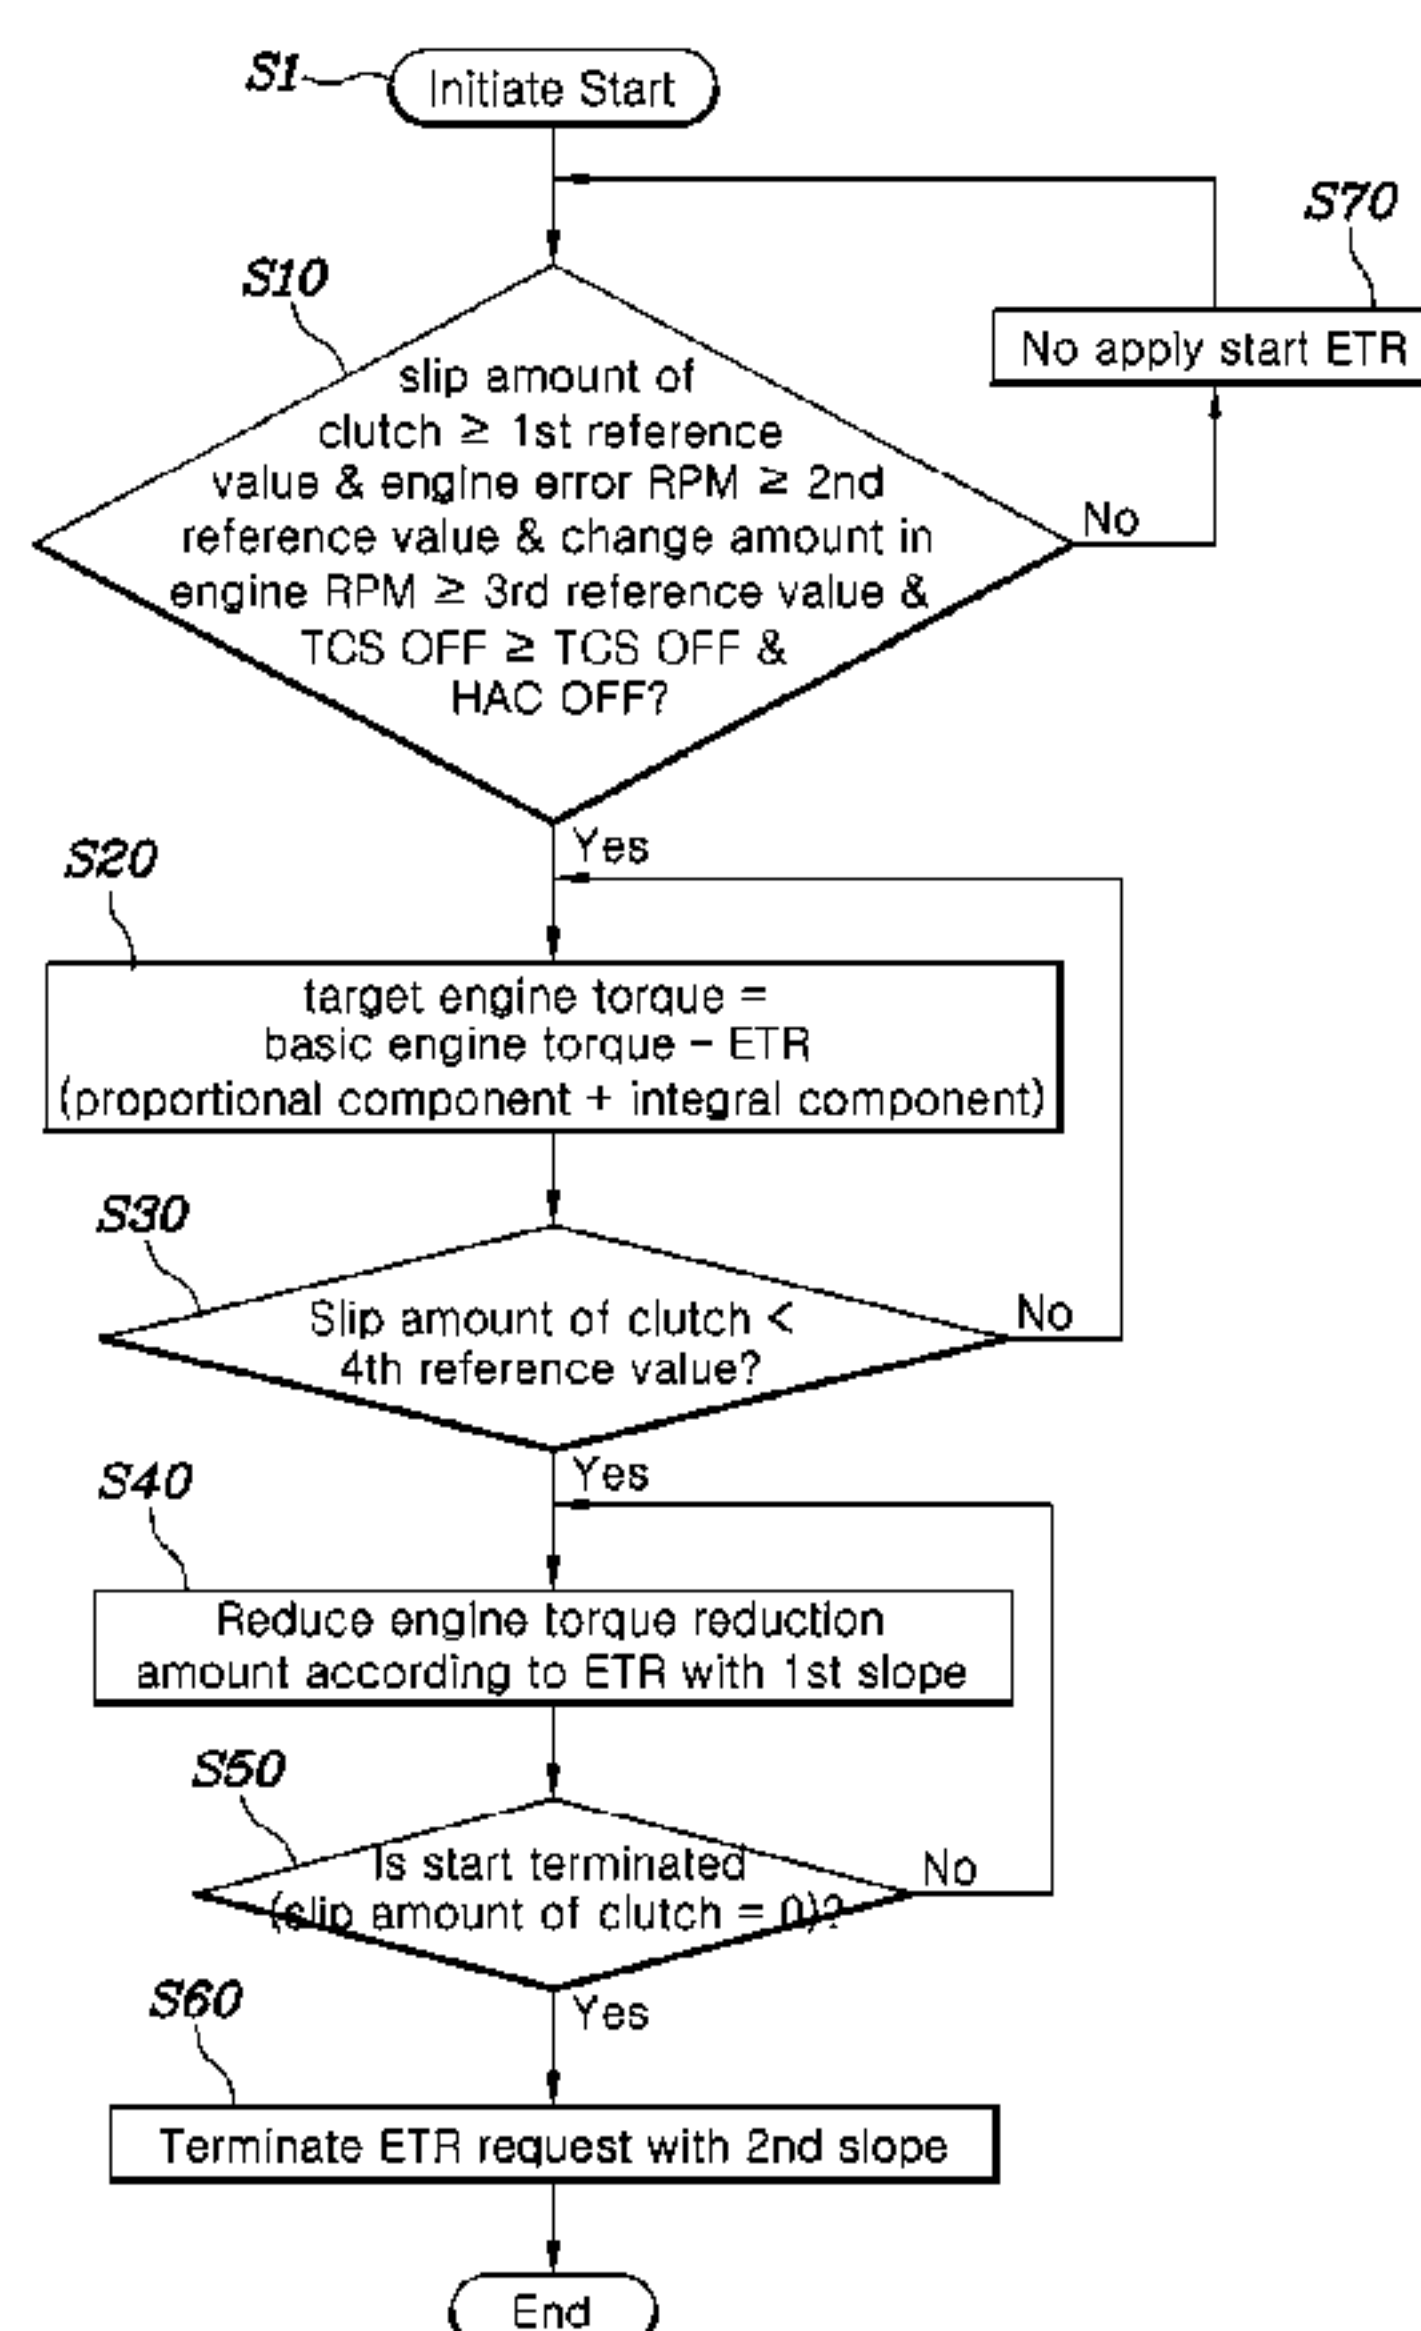 S1
Initiate Start
S70
No apply start ETR
S10
slip amount of
clutch ≥ 1st reference
value & engine error RPM ≥ 2nd
reference value & change amount in
engine RPM ≥ 3rd reference value &
TCS OFF ≥ TCS OFF &
HAC OFF?
No
Yes
S20
target engine torque =
basic engine torque - ETR
(proportional component + integral component)
S30
Slip amount of clutch <
4th reference value?
No
Yes
S40
Reduce engine torque reduction
amount according to ETR with 1st slope
S50
Is start terminated
(slip amount of clutch = 0)?
No
Yes
S60
Terminate ETR request with 2nd slope
End